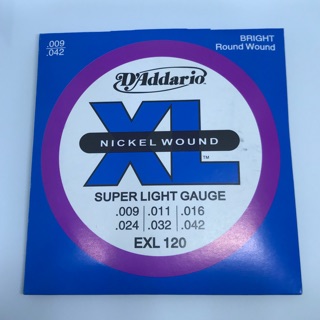 .009
.042
BRIGHT
Round Wound
D'Addario
XL
NICKEL WOUND
TM
SUPER LIGHT GAUGE
.009 .011 .016
.024 .032 .042
EXL 120